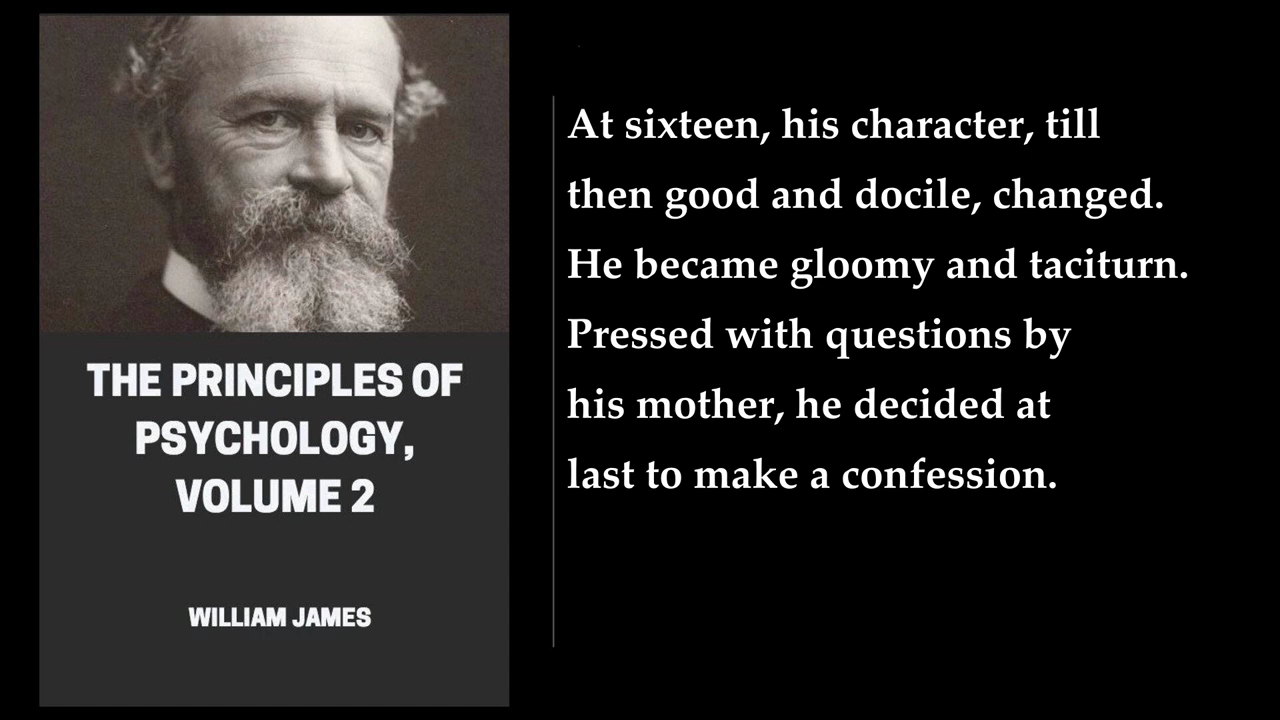 THE PRINCIPLES OF
PSYCHOLOGY,
VOLUME 2
WILLIAM JAMES
At sixteen, his character, till
then good and docile, changed.
He became gloomy and taciturn.
Pressed with questions by
his mother, he decided at
last to make a confession.